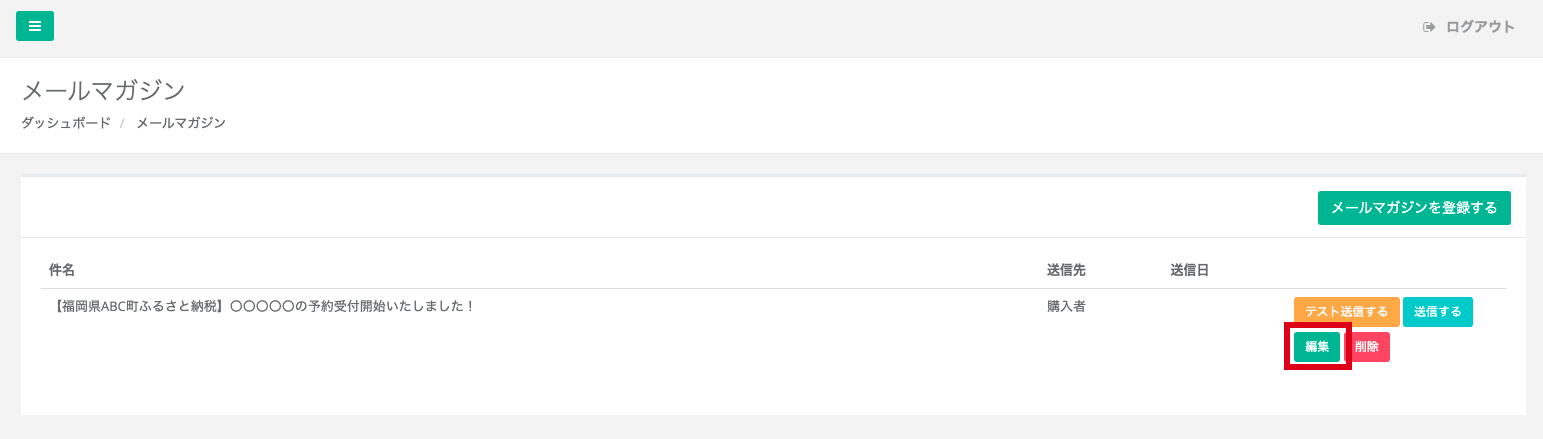 ログアウト
メールマガジン
ダッシュボード / メールマガジン
メールマガジンを登録する
件名 送信先 送信日
【福岡県ABC町ふるさと納税】〇〇〇〇〇の予約受付開始いたしました！ 購入者 テスト送信する 送信する
編集 削除